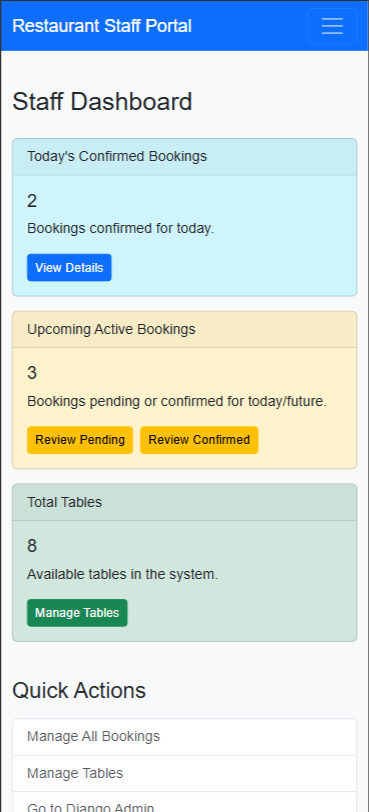 Restaurant Staff Portal
Staff Dashboard
Today's Confirmed Bookings
2
Bookings confirmed for today.
View Details
Upcoming Active Bookings
3
Bookings pending or confirmed for today/future.
Review Pending Review Confirmed
Total Tables
8
Available tables in the system.
Manage Tables
Quick Actions
Manage All Bookings
Manage Tables
Go to Django Admin